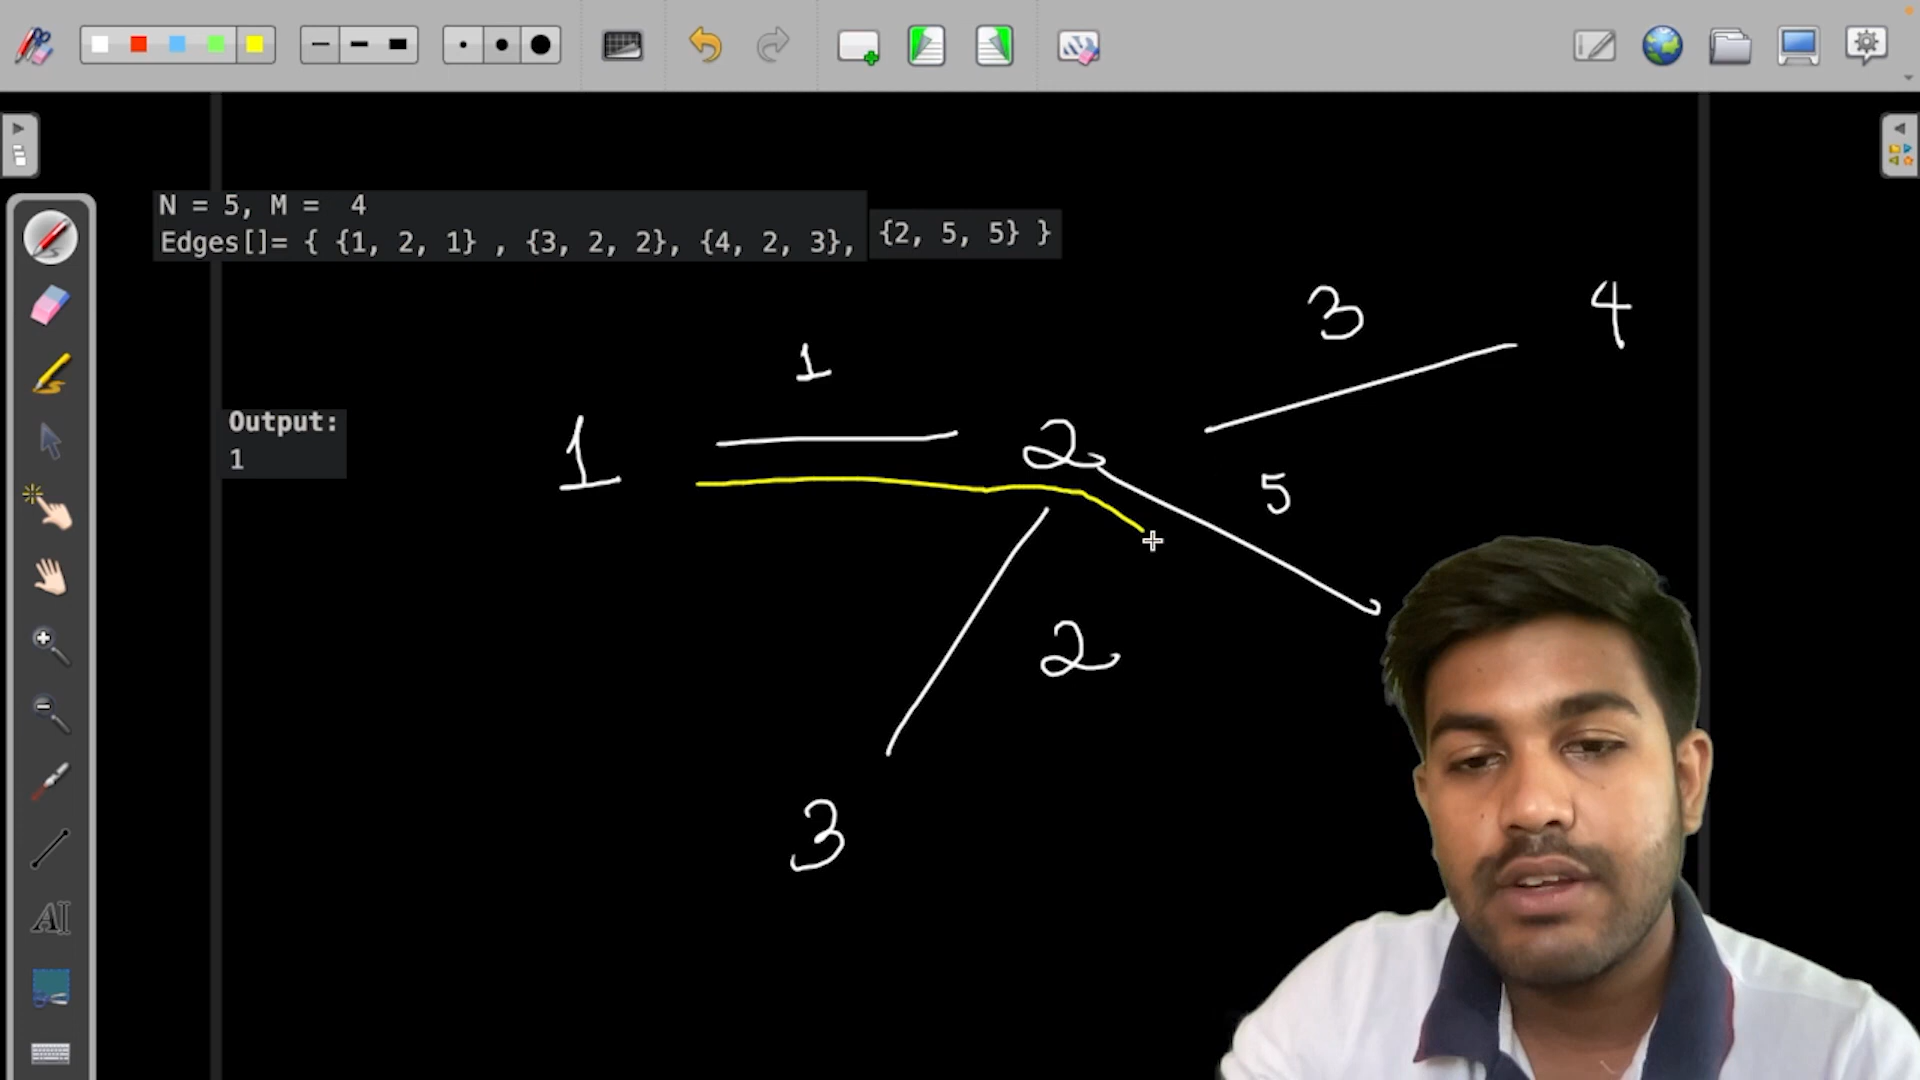 N = 5, M =  4
Edges[]= { {1, 2, 1} , {3, 2, 2}, {4, 2, 3}, {2, 5, 5} }
3
4
1
Output:
1
1
2
5
2
3
AI